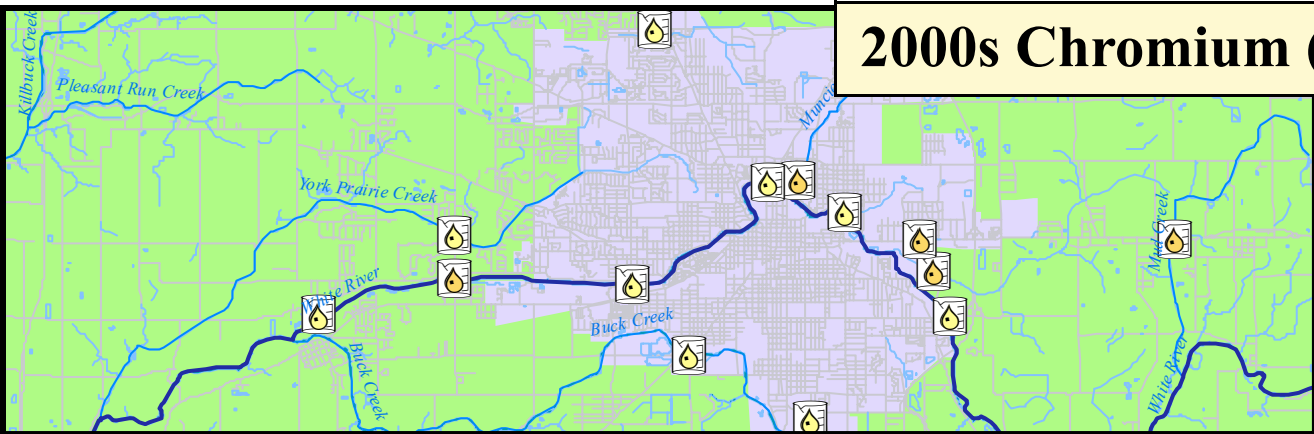 2000s Chromium (
Killbuck Creek
Pleasant Run Creek
Muncie
York Prairie Creek
Mud Creek
White River
Buck Creek
Buck Creek
White River